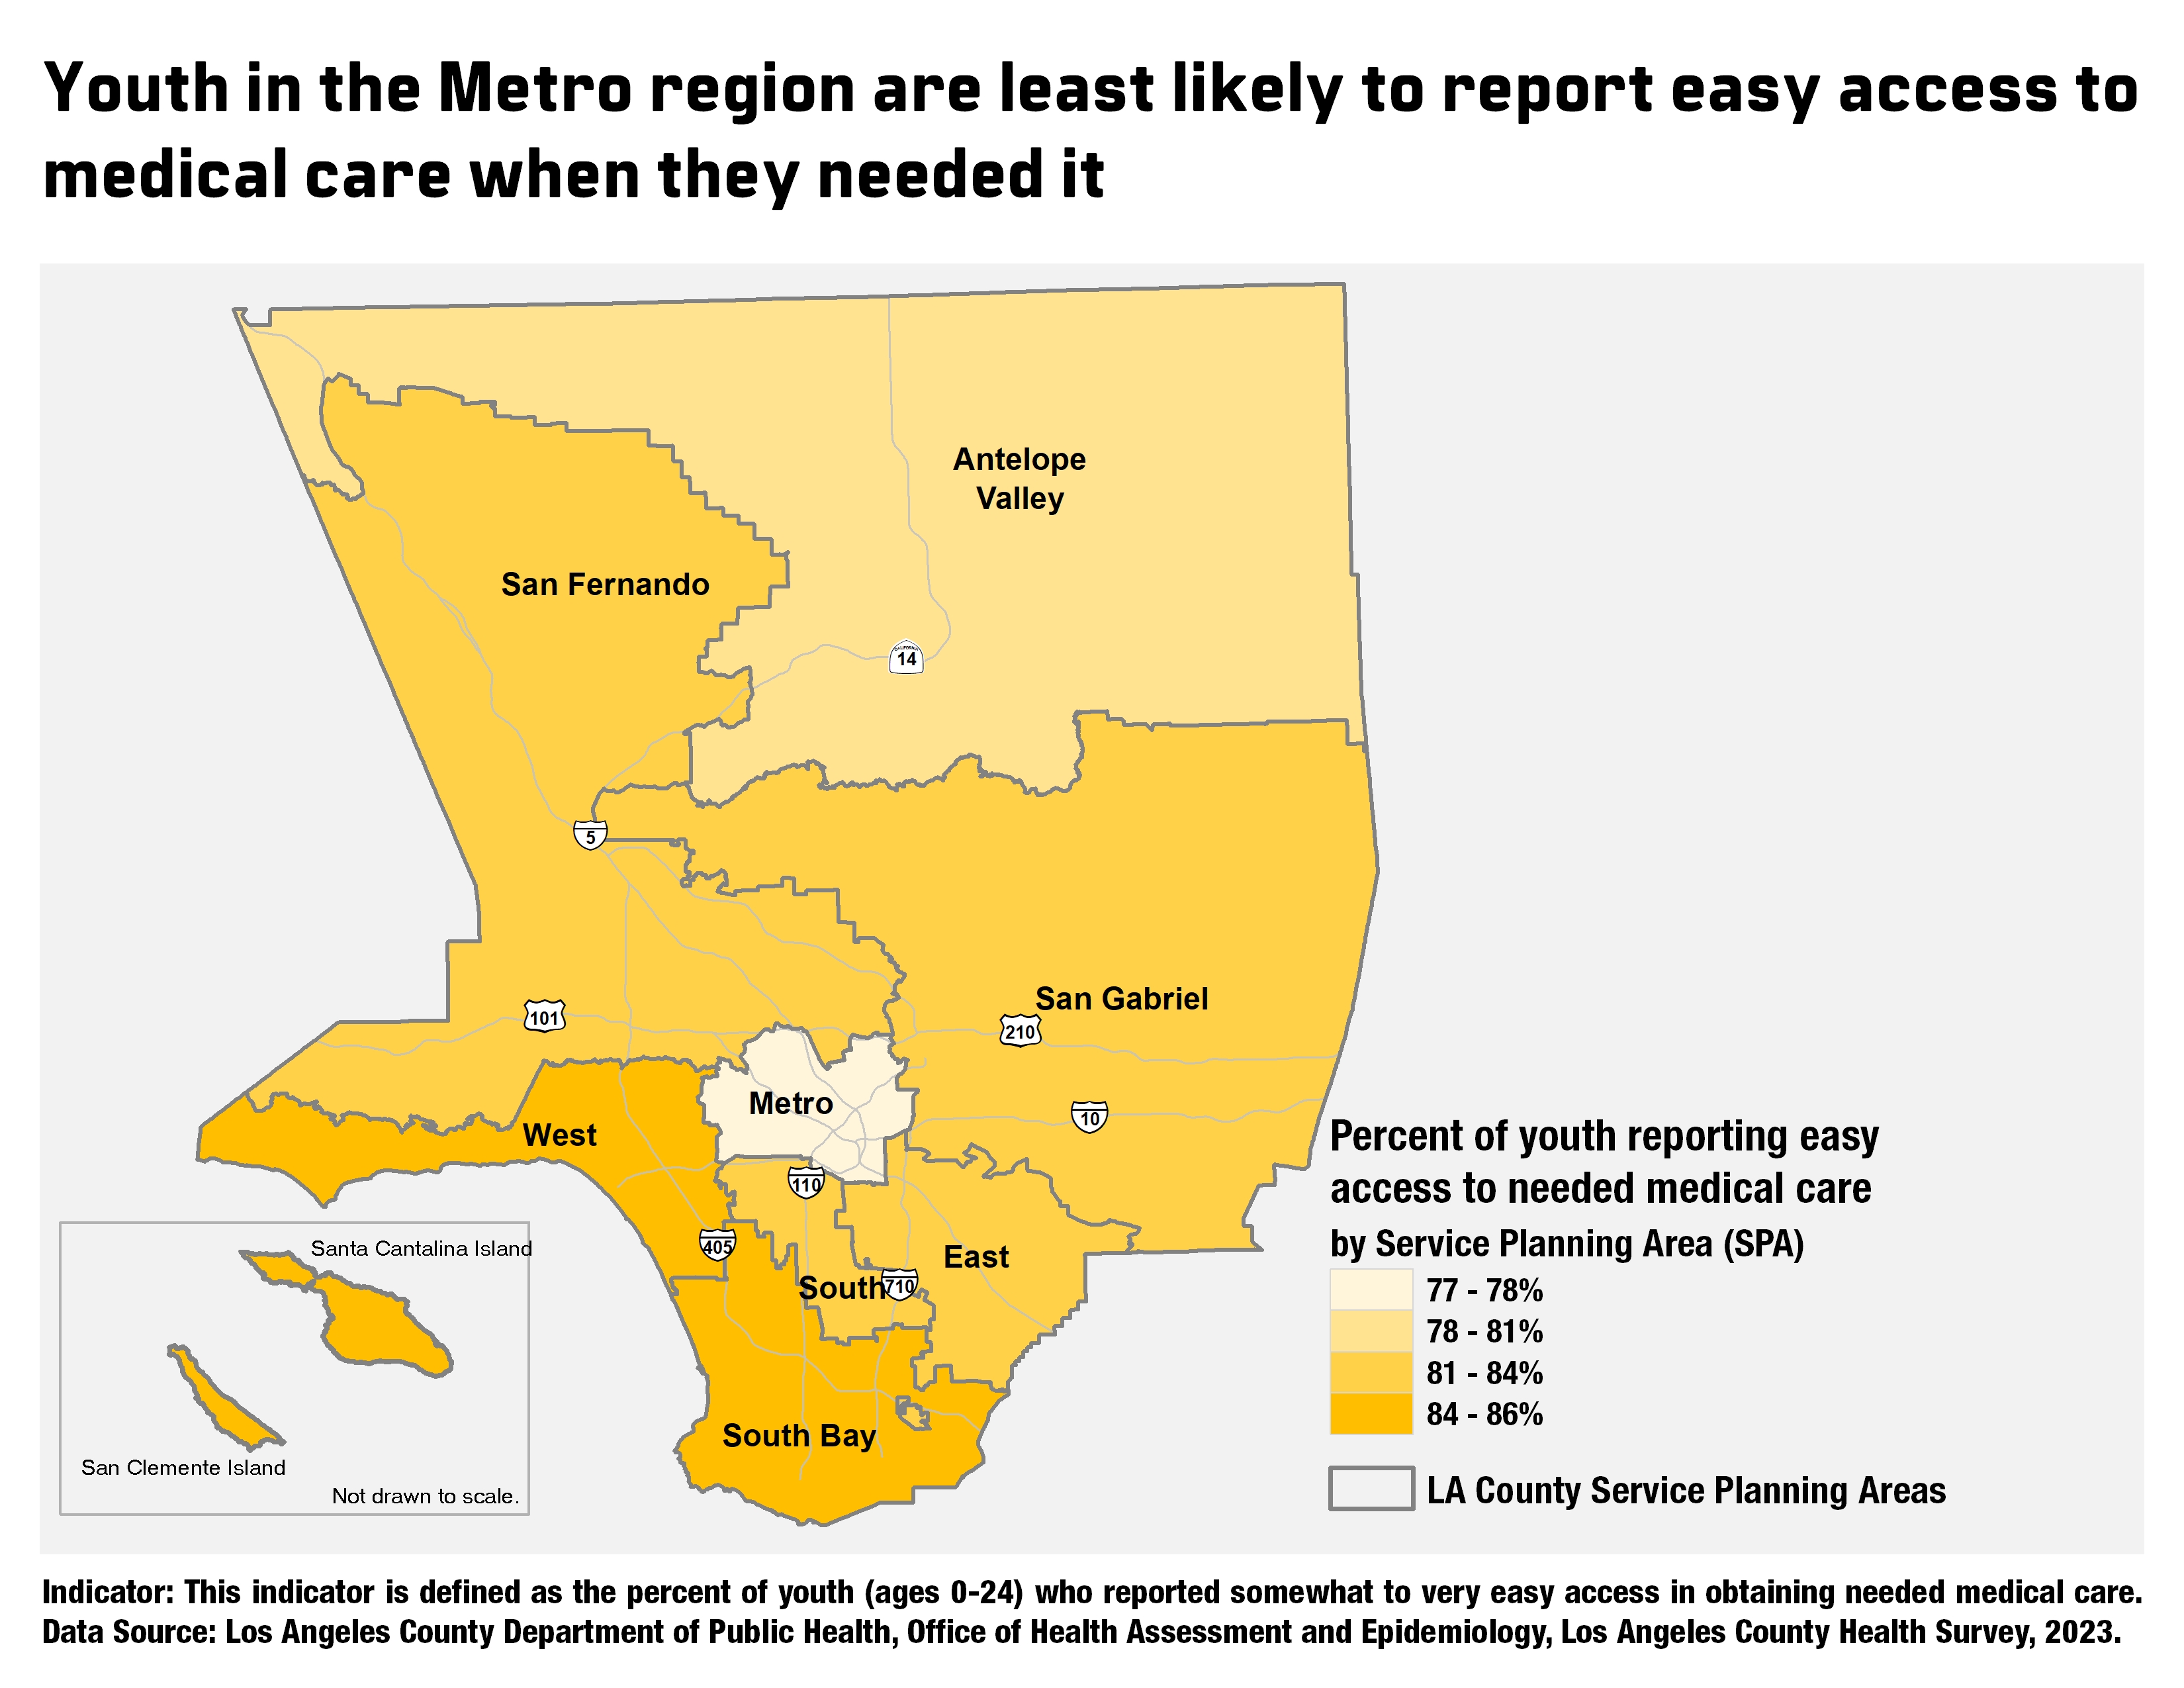 Youth in the Metro region are least likely to report easy access to
medical care when they needed it
Antelope
Valley
San Fernando
CALIFORNIA
14
5
San Gabriel
101
210
Metro
10
West
110
405
East
South
710
South Bay
Santa Cantalina Island
San Clemente Island
Not drawn to scale.
Percent of youth reporting easy
access to needed medical care
by Service Planning Area (SPA)
77 - 78%
78 - 81%
81 - 84%
84 - 86%
LA County Service Planning Areas
Indicator: This indicator is defined as the percent of youth (ages 0-24) who reported somewhat to very easy access in obtaining needed medical care.
Data Source: Los Angeles County Department of Public Health, Office of Health Assessment and Epidemiology, Los Angeles County Health Survey, 2023.